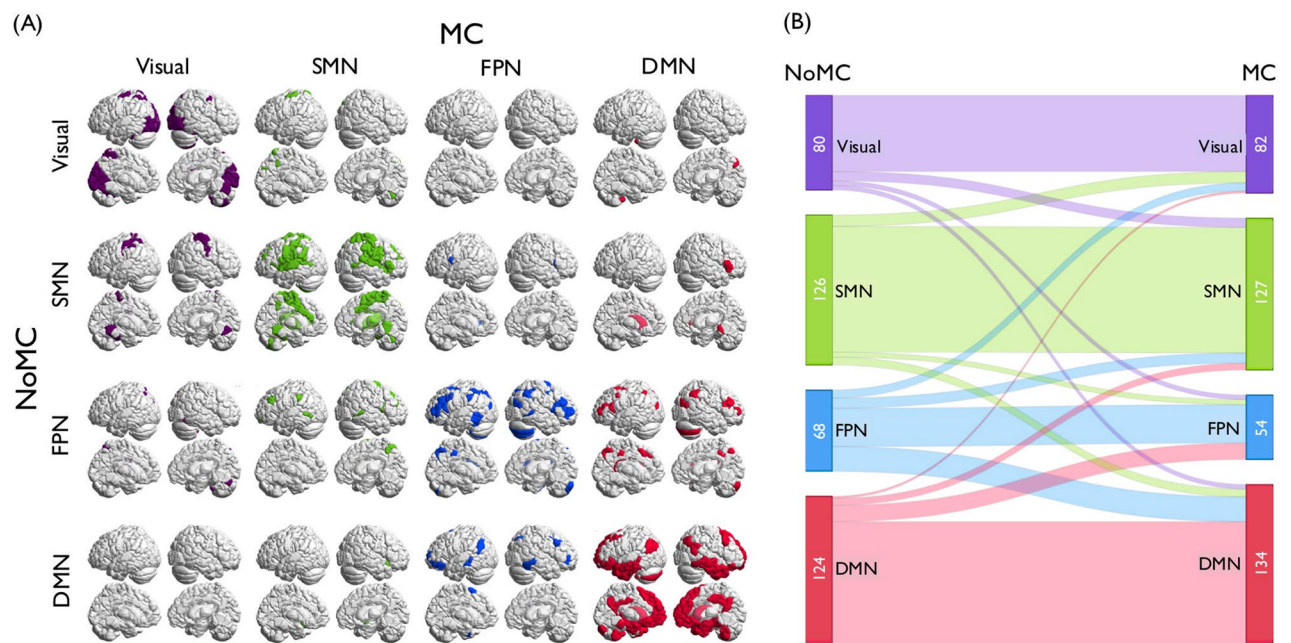 (A)
MC
Visual SMN FPN DMN
NoMC
Visual
SMN
FPN
DMN
(B)
NoMC MC
80 Visual Visual 82
126 SMN SMN 127
68 FPN FPN 54
124 DMN DMN 134